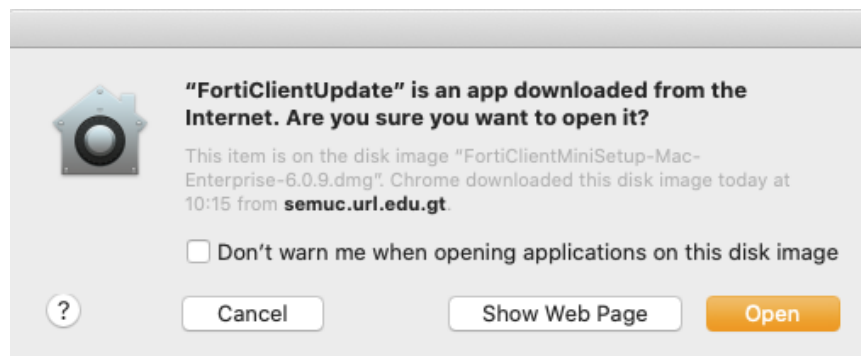 “FortiClientUpdate” is an app downloaded from the
Internet. Are you sure you want to open it?
This item is on the disk image “FortiClientMiniSetup-Mac-
Enterprise-6.0.9.dmg”. Chrome downloaded this disk image today at
10:15 from semuc.url.edu.gt.
Don’t warn me when opening applications on this disk image
?
Cancel
Show Web Page
Open